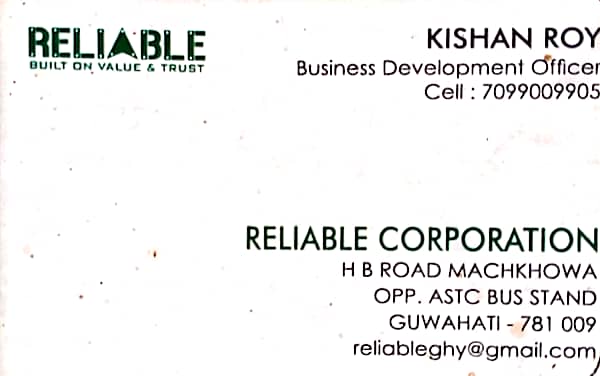 RELIABLE
BUILT ON VALUE & TRUST
KISHAN ROY
Business Development Officer
Cell : 7099009905
RELIABLE CORPORATION
H B ROAD MACHKHOWA
OPP. ASTC BUS STAND
GUWAHATI - 781 009
reliableghy@gmail.com